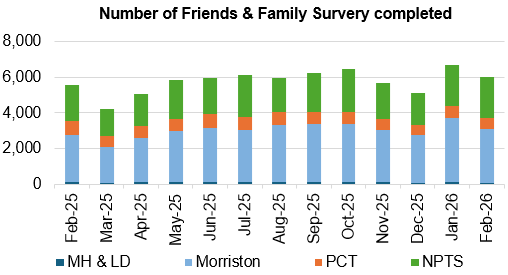 Number of Friends & Family Survery completed
8,000
6,000
4,000
2,000
0
Feb-25
Mar-25
Apr-25
May-25
Jun-25
Jul-25
Aug-25
Sep-25
Oct-25
Nov-25
Dec-25
Jan-26
Feb-26
MH & LD Morriston PCT NPTS